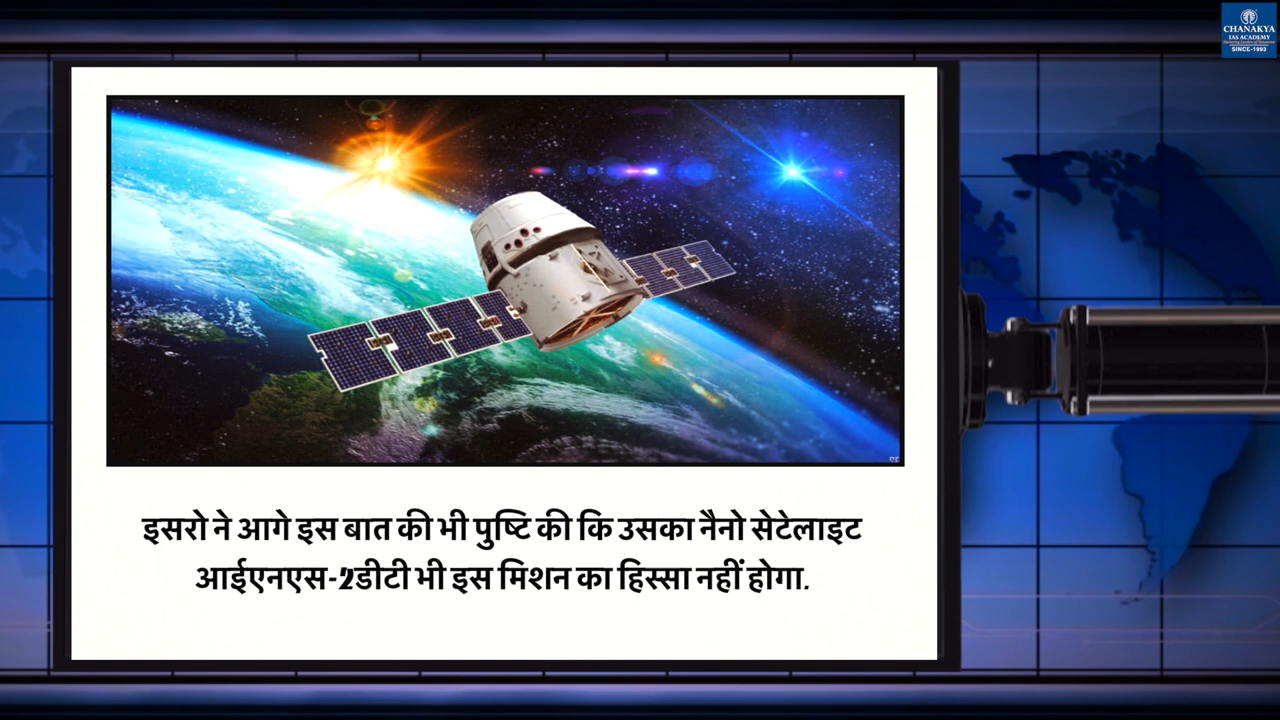 CHANAKYA
IAS ACADEMY
SINCE-1993
इसरो ने आगे इस बात की भी पुष्टि की कि उसका नैनो सेटेलाइट
आईएनएस-2डीटी भी इस मिशन का हिस्सा नहीं होगा.